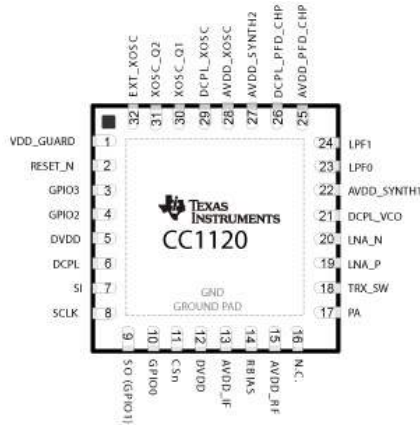 EXT_XOSC
XOSC_Q2
XOSC_Q1
DCPL_XOSC
AVDD_XOSC
AVDD_SYNTH2
DCPL_PFD_CHP
AVDD_PFD_CHP
32 31 30 29 28 27 26 25
VDD_GUARD 1
RESET_N 2
GPIO3 3
GPIO2 4
DVDD 5
DCPL 6
SI 7
SCLK 8
TEXAS
INSTRUMENTS
CC1120
GND
GROUND PAD
24 LPF1
23 LPF0
22 AVDD_SYNTH1
21 DCPL_VCO
20 LNA_N
19 LNA_P
18 TRX_SW
17 PA
9 10 11 12 13 14 15 16
SO (GPIO1)
GPIO0
CSn
DVDD
AVDD_IF
RBIAS
AVDD_RF
N.C.